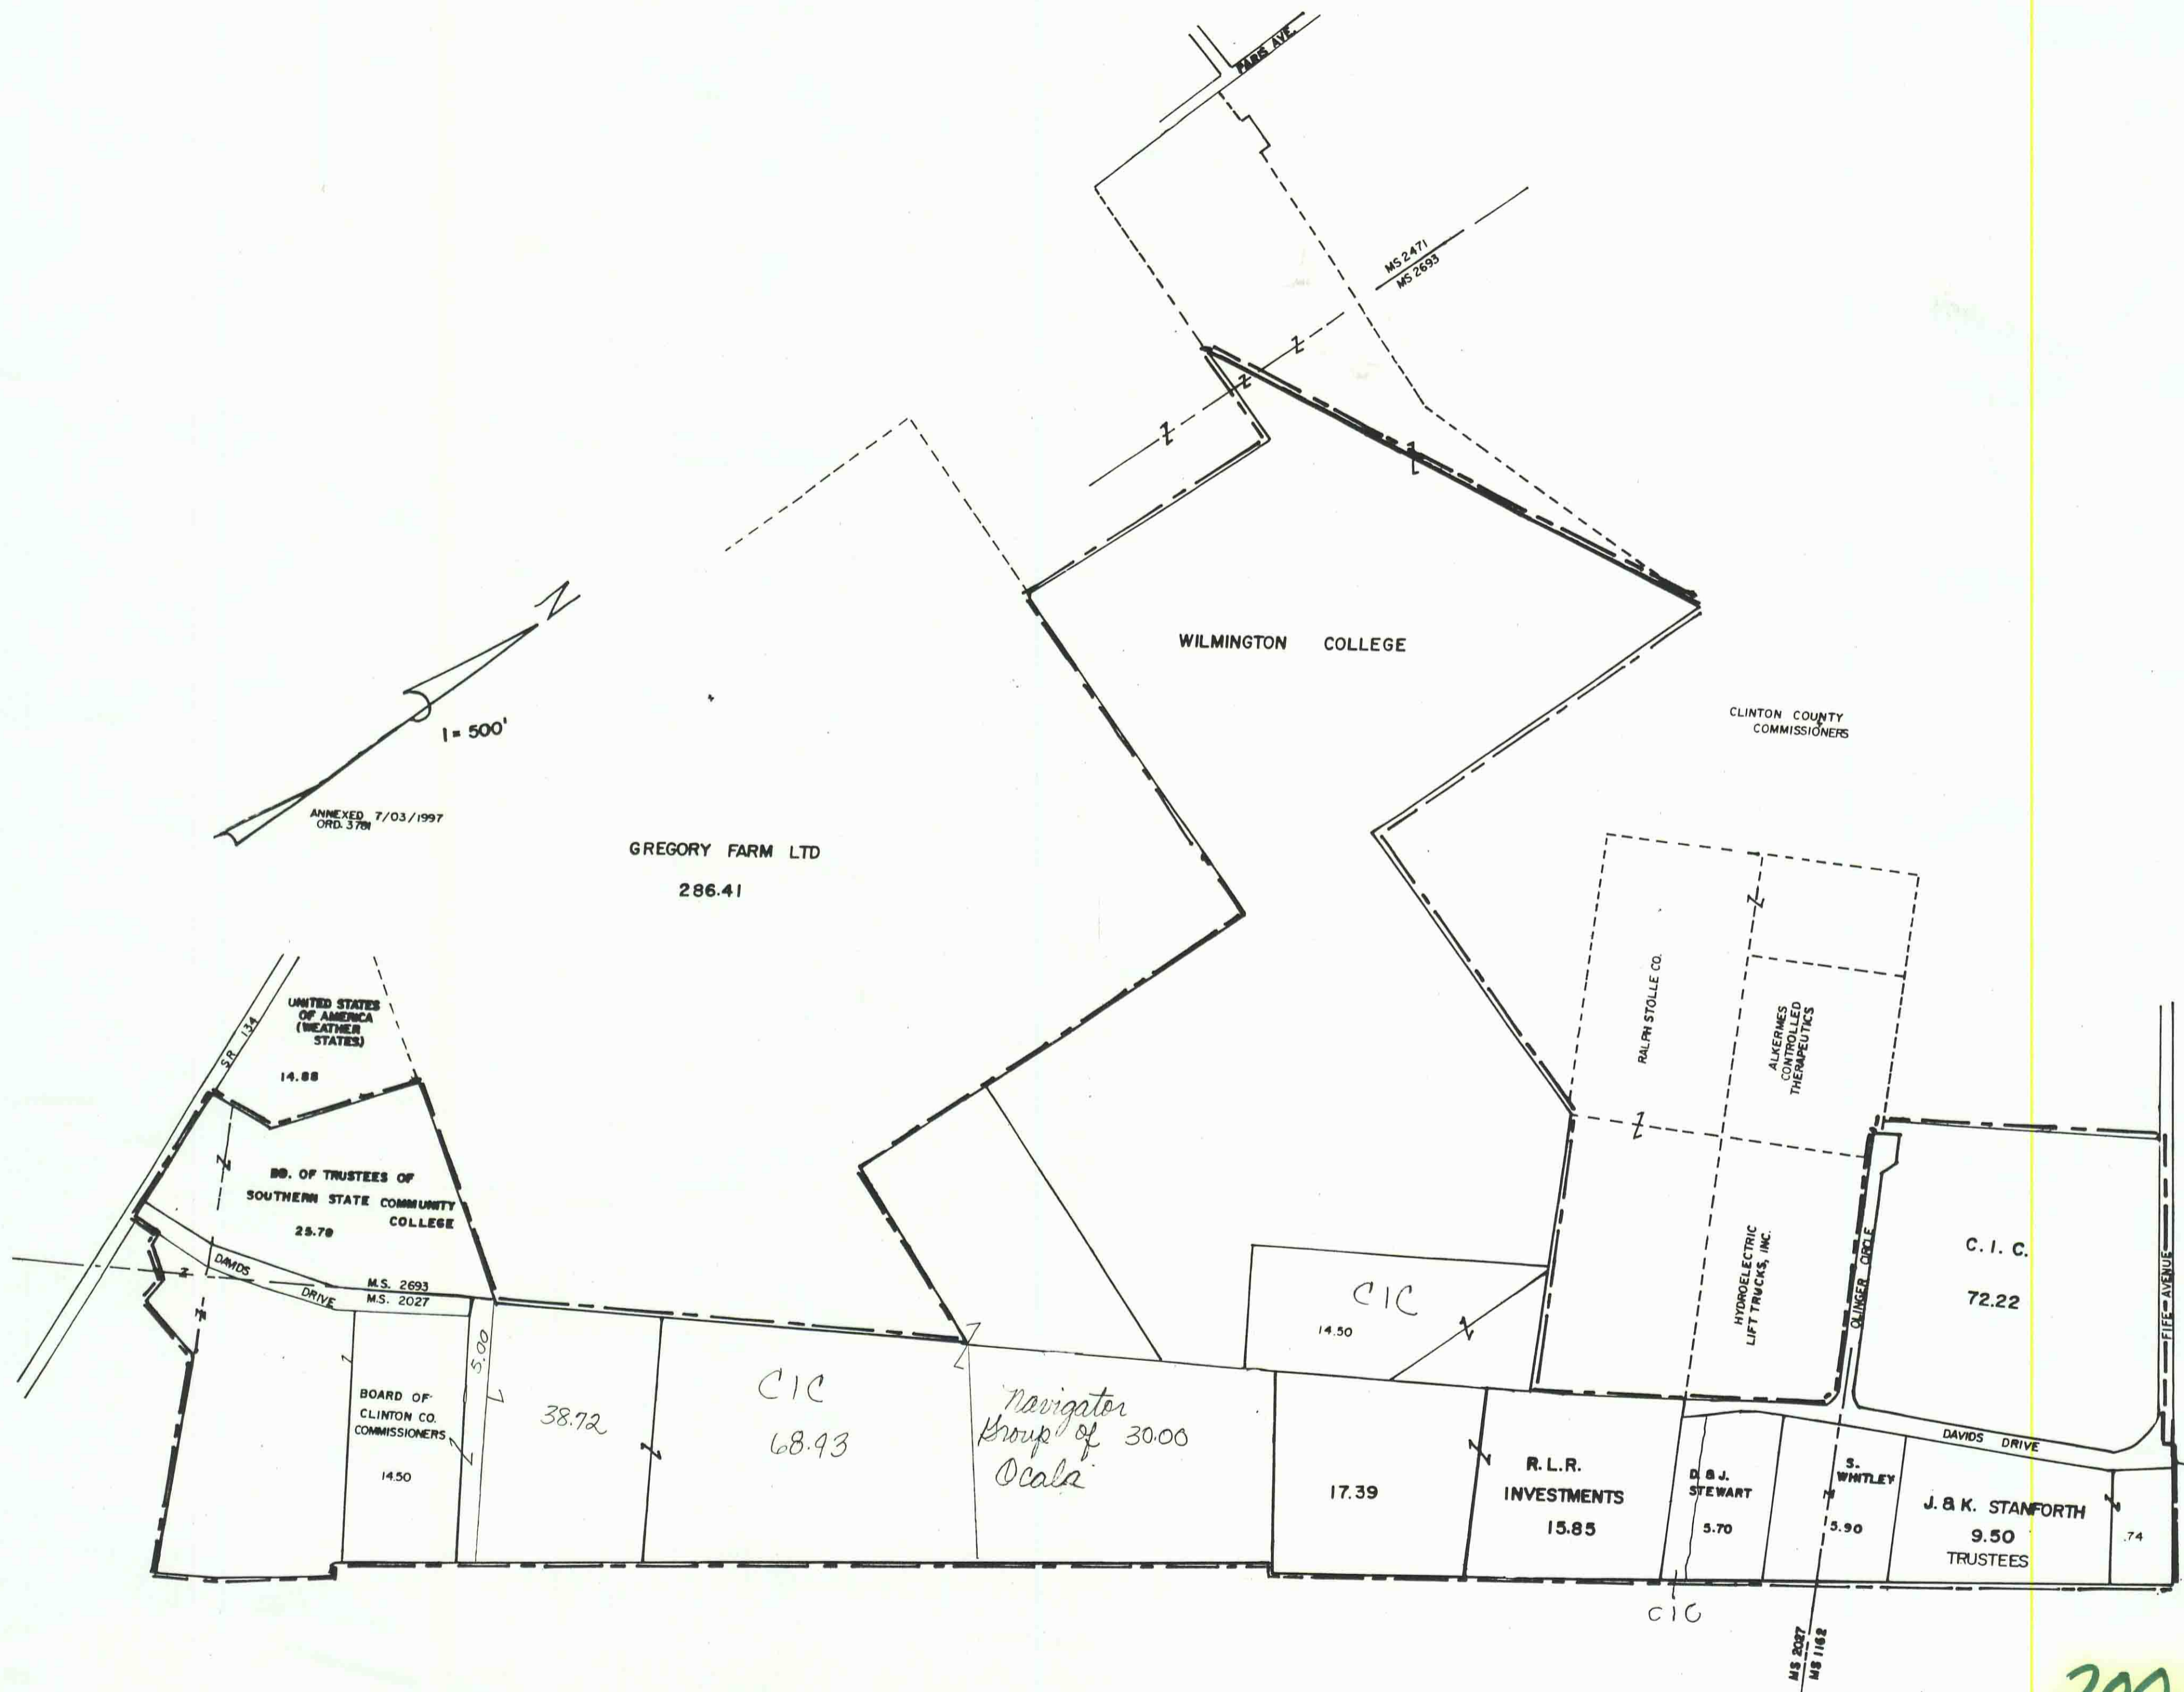 PARIS AVE.
MS 2471
MS 2693
N
1 = 500'
ANNEXED 7/03/1997
WILMINGTON COLLEGE
CLINTON COUNTY
COMMISSIONERS
GREGORY FARM LTD
286.41
UNITED STATES
OF AMERICA
(WEATHER
STATES)
14.88
SR 134
BD. OF TRUSTEES OF
SOUTHERN STATE COMMUNITY
COLLEGE
DAVIDS
DRIVE
M.S. 2693
M.S. 2027
RALPH STOLLE CO.
ALKERMES
CONTROLLED
THERAPEUTICS
HYDROELECTRIC
LIFT TRUCKS, INC.
OLINGER CIRCLE
C. I. C.
72.22
FIFE AVENUE
CIC
14.50
BOARD OF
CLINTON CO.
COMMISSIONERS
14.50
5.00
38.72
CIC
68.93
Navigator
Group of 30.00
Ocala
17.39
R. L. R.
INVESTMENTS
15.85
D. & J.
STEWART
5.70
S.
WHITLEY
5.90
DAVIDS DRIVE
J. & K. STANFORTH
9.50
TRUSTEES
.74
CIC
MS 2027
MS 1162